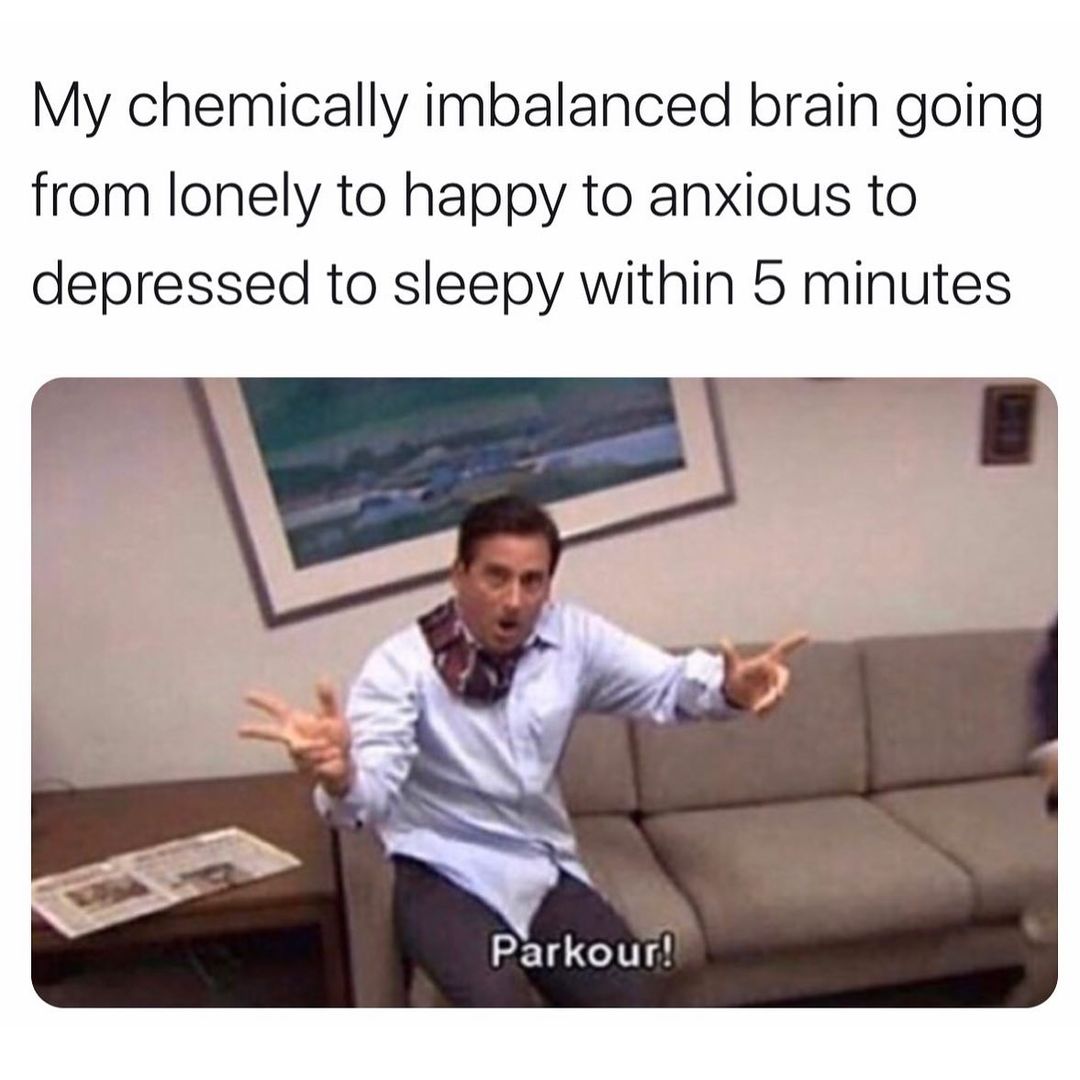 My chemically imbalanced brain going
from lonely to happy to anxious to
depressed to sleepy within 5 minutes
Parkour!